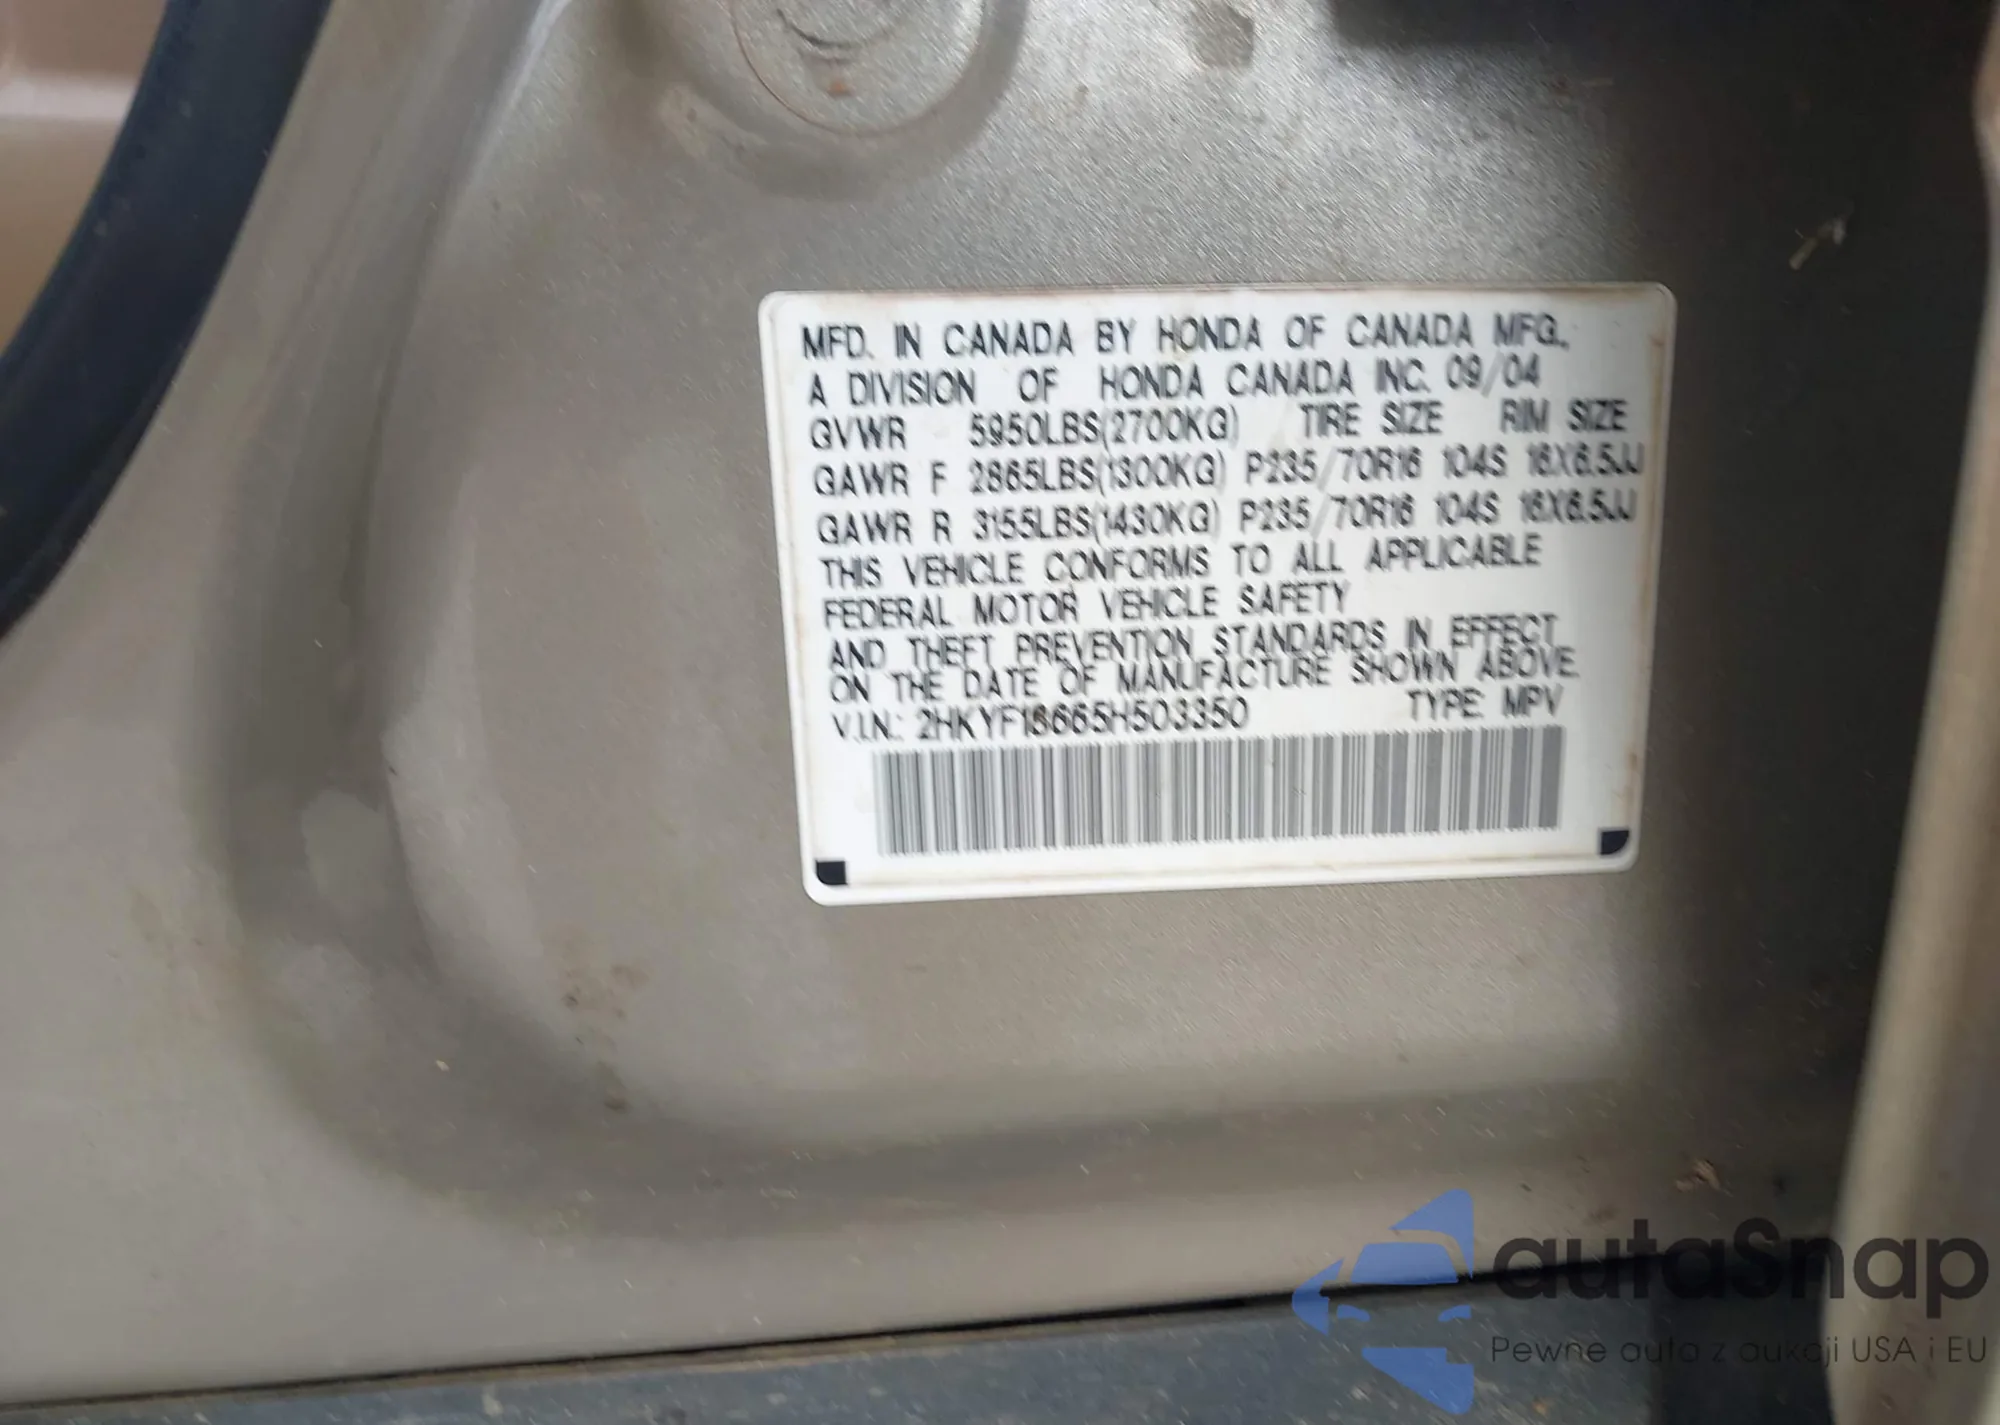 MFD. IN CANADA BY HONDA OF CANADA MFG.,
A DIVISION OF HONDA CANADA INC. 09/04
GVWR 5950LBS(2700KG) TIRE SIZE RIM SIZE
GAWR F 2865LBS(1300KG) P235/70R16 104S 16X6.5JJ
GAWR R 3155LBS(1430KG) P235/70R16 104S 16X6.5JJ
THIS VEHICLE CONFORMS TO ALL APPLICABLE
FEDERAL MOTOR VEHICLE SAFETY
AND THEFT PREVENTION STANDARDS IN EFFECT
ON THE DATE OF MANUFACTURE SHOWN ABOVE.
V.I.N.: 2HKYF18665H503350 TYPE: MPV
autaSnap
Pewne auta z aukcji USA i EU